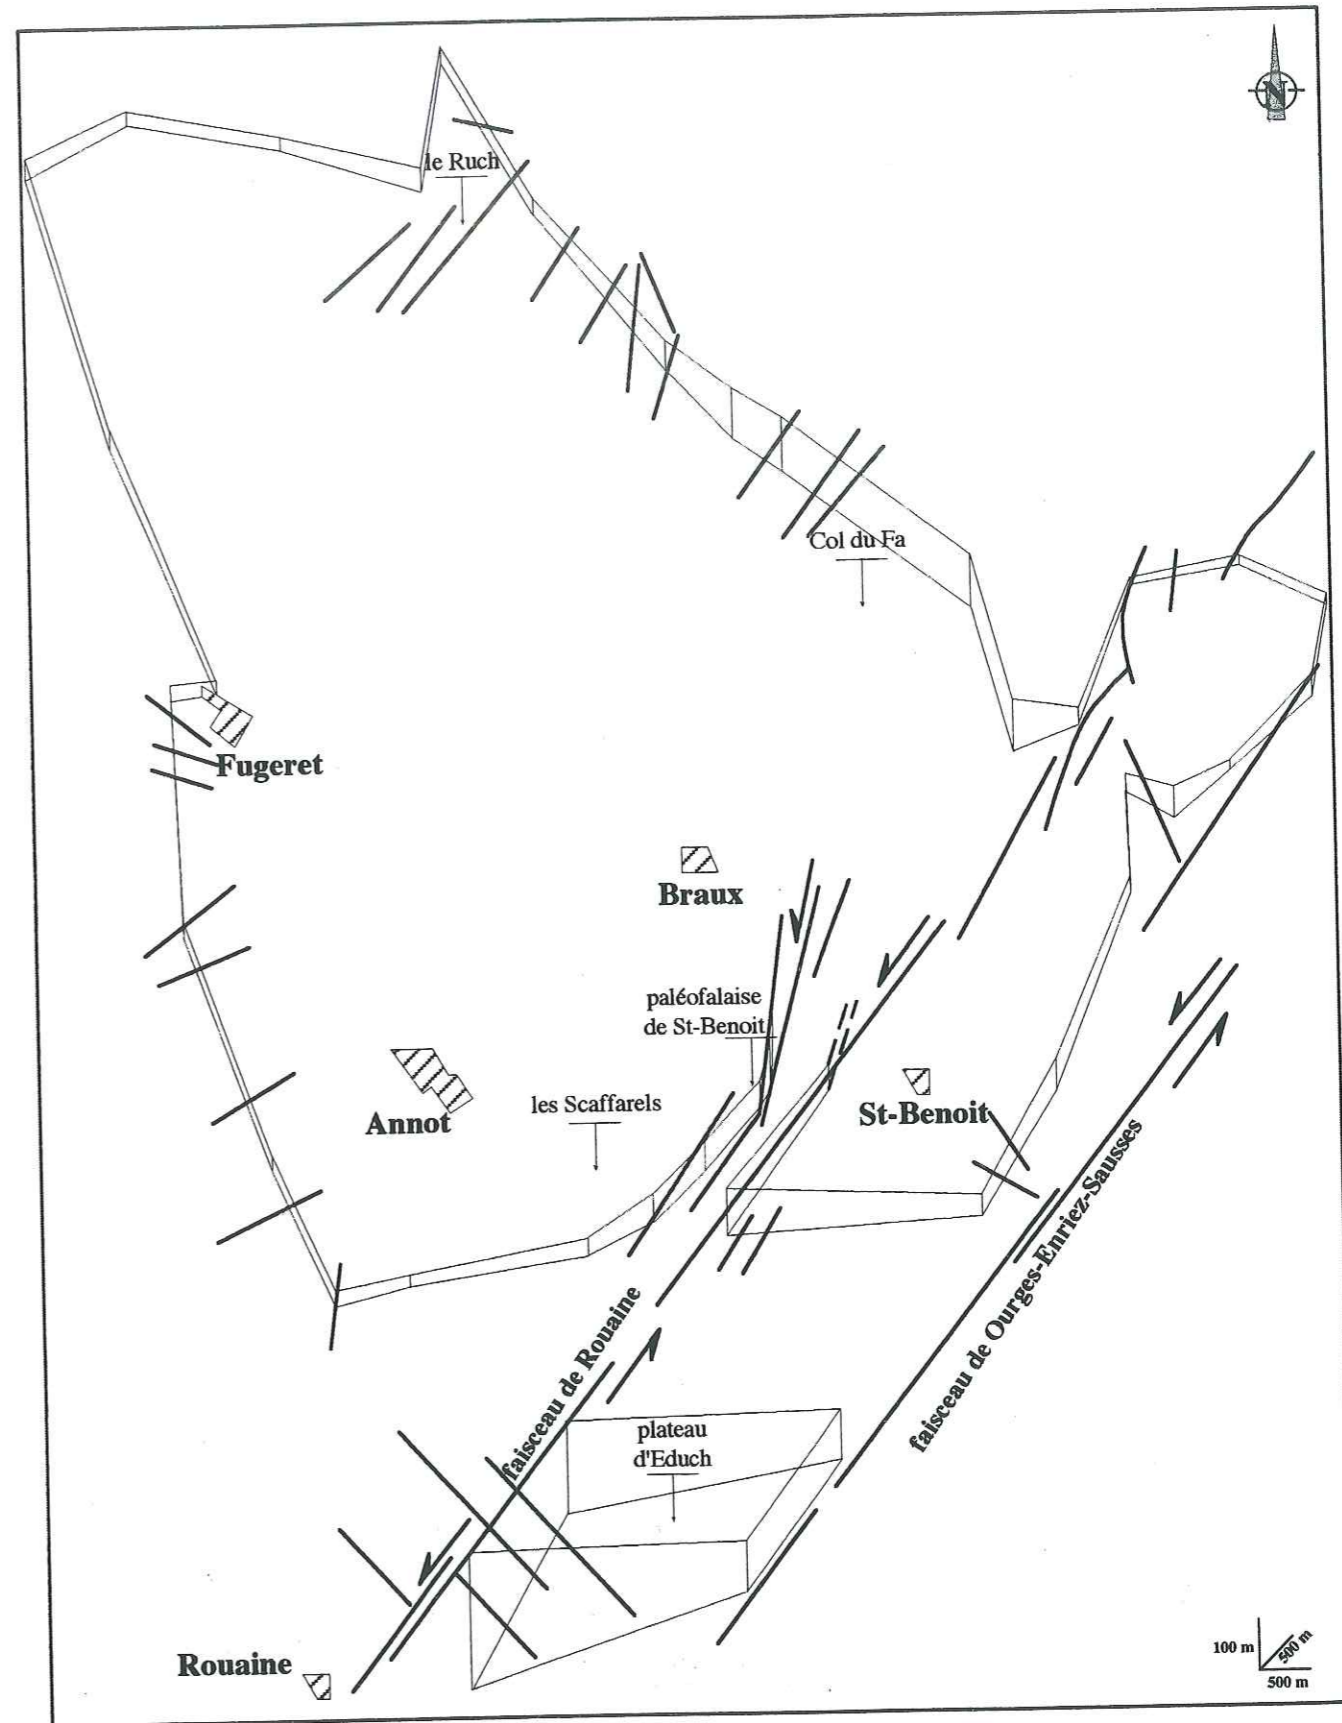 N
le Ruch
Col du Fa
Fugeret
Braux
paléofalaise
de St-Benoit
les Scaffarels
Annot
St-Benoit
faisceau de Rouaine
faisceau de Ourges-Enriez-Sausses
plateau
d'Educh
Rouaine
100 m
500 m
500 m